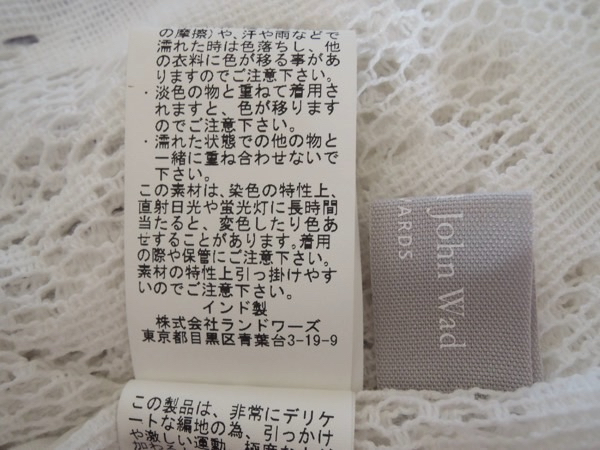 の摩擦)や、汗や雨などで
濡れた時は色落ちし、他
の衣料に色が移る事があ
りますのでご注意下さい。
・淡色の物と重ねて着用さ
れますと、色が移ります
のでご注意下さい。
・濡れた状態での他の物と
一緒に重ね合わせないで
下さい。
この素材は、染色の特性上、
直射日光や蛍光灯に長時間
当たると、変色したり色あ
せすることがあります。着用
の際や保管にご注意下さい。
素材の特性上引っ掛けやす
いのでご注意下さい。
インド製
株式会社ランドワーズ
東京都目黒区青葉台3-19-9
この製品は、非常にデリケ
ートな編地の為、引っかけ
や激しい運動、極度な
John Wad
WARDS